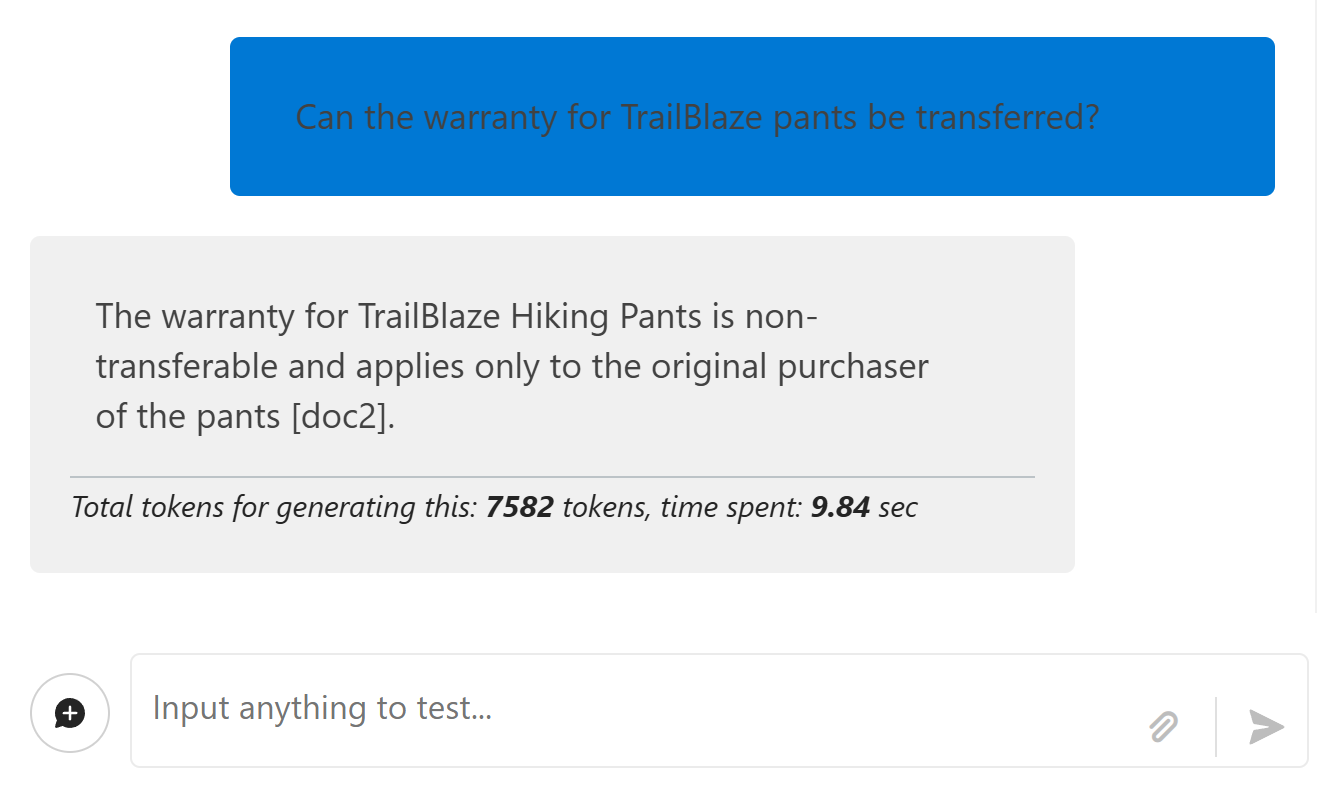 Can the warranty for TrailBlaze pants be transferred?
The warranty for TrailBlaze Hiking Pants is non-
transferable and applies only to the original purchaser
of the pants [doc2].
Total tokens for generating this: 7582 tokens, time spent: 9.84 sec
Input anything to test...